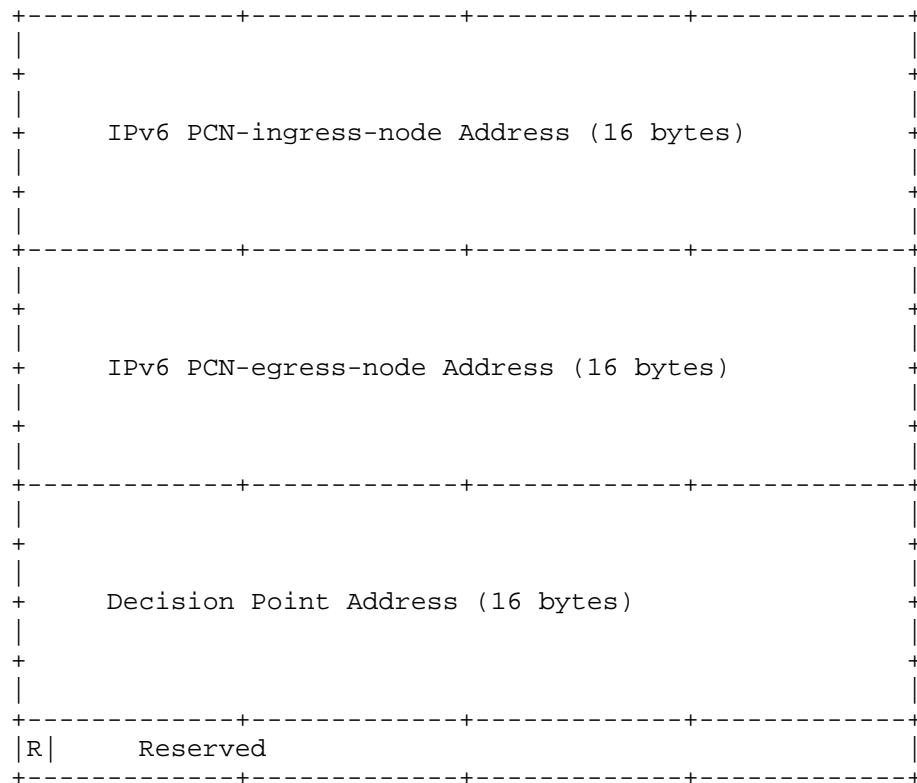 IPv6 PCN-ingress-node Address (16 bytes)
IPv6 PCN-egress-node Address (16 bytes)
Decision Point Address (16 bytes)
|R| Reserved |